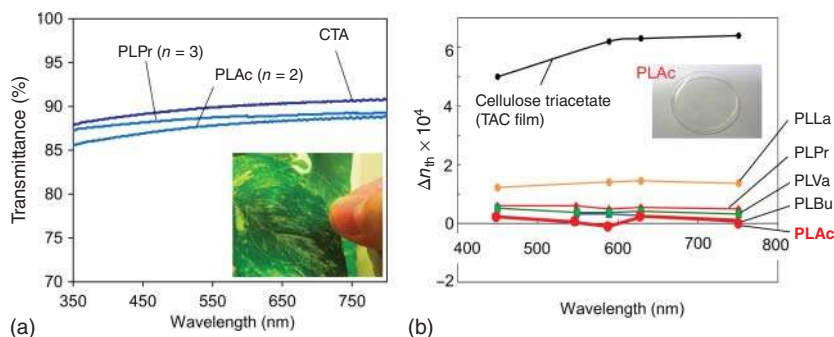 100
95
90
85
80
75
70
350
450
550
650
750
Transmittance (%)
Wavelength (nm)
PLPr (n = 3)
PLAc (n = 2)
CTA
(a)
6
4
2
0
−2
400
500
600
700
800
Δnth × 10⁴
Wavelength (nm)
PLAc
Cellulose triacetate
(TAC film)
PLLa
PLPr
PLVa
PLBu
PLAc
(b)